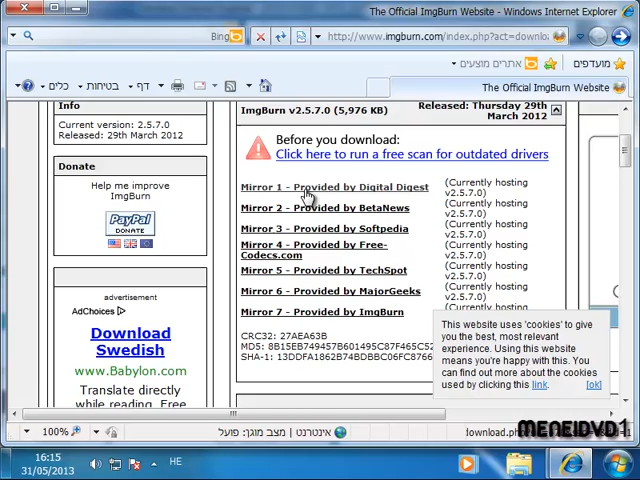 The Official ImgBurn Website - Windows Internet Explorer
Bing
http://www.imgburn.com/index.php?act=downlo
מועדפים
אתרים מוצעים
The Official ImgBurn Website
דף
בטיחות
כלים
Info
Current version: 2.5.7.0
Released: 29th March 2012
Donate
Help me improve
ImgBurn
PayPal
DONATE
advertisement
AdChoices
Download
Swedish
www.Babylon.com
Translate directly
while reading. Free
ImgBurn v2.5.7.0 (5,976 KB)
Released: Thursday 29th
March 2012
Before you download:
Click here to run a free scan for outdated drivers
Mirror 1 - Provided by Digital Digest
(Currently hosting
v2.5.7.0)
Mirror 2 - Provided by BetaNews
(Currently hosting
v2.5.7.0)
Mirror 3 - Provided by Softpedia
(Currently hosting
v2.5.7.0)
Mirror 4 - Provided by Free-
Codecs.com
(Currently hosting
v2.5.7.0)
Mirror 5 - Provided by TechSpot
(Currently hosting
v2.5.7.0)
Mirror 6 - Provided by MajorGeeks
(Currently hosting
v2.5.7.0)
Mirror 7 - Provided by ImgBurn
CRC32: 27AEA63B
MD5: 8B15EB749457B601095C87F465C52
SHA-1: 13DDFA1862A74BDBBC06FC8766
This website uses 'cookies' to give
you the best, most relevant
experience. Using this website
means you're happy with this. You
can find out more about the cookies
used by clicking this link.
[ok]
100%
אינטרנט | מצב מוגן: פועל
download.ph
=1
MENEIDVD1
16:15
31/05/2013
HE